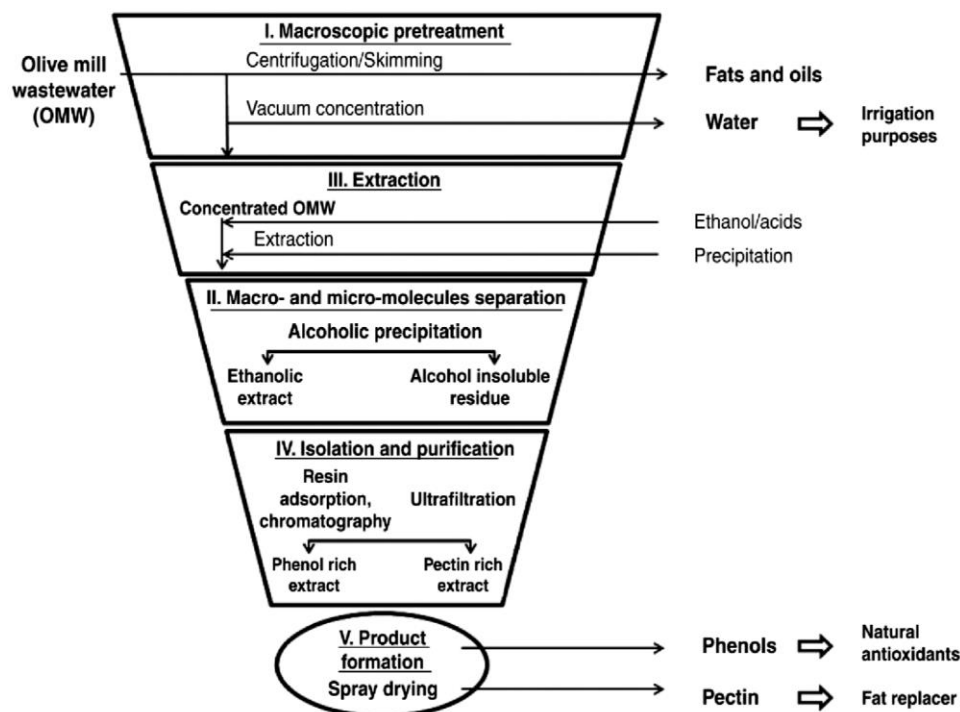 I. Macroscopic pretreatment
Olive mill
wastewater
(OMW)
Centrifugation/Skimming
Fats and oils
Vacuum concentration
Water
Irrigation
purposes
III. Extraction
Concentrated OMW
Ethanol/acids
Extraction
Precipitation
II. Macro- and micro-molecules separation
Alcoholic precipitation
Ethanolic
extract
Alcohol insoluble
residue
IV. Isolation and purification
Resin
adsorption,
chromatography
Ultrafiltration
Phenol rich
extract
Pectin rich
extract
V. Product
formation
Spray drying
Phenols
Natural
antioxidants
Pectin
Fat replacer